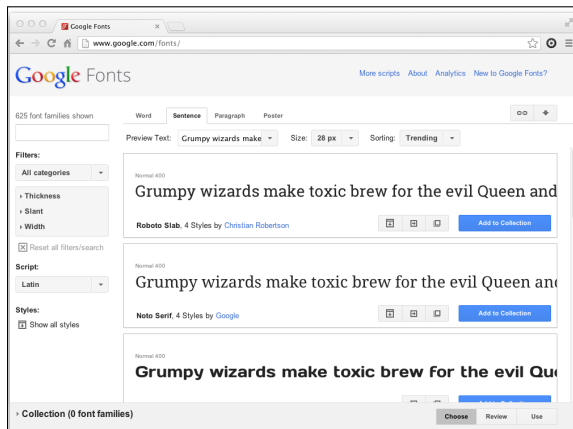 Google Fonts
www.google.com/fonts/
Google Fonts
More scripts About Analytics New to Google Fonts?
625 font families shown
Word Sentence Paragraph Poster
Preview Text: Grumpy wizards make Size: 28 px Sorting: Trending
Filters:
All categories
Thickness
Slant
Width
Reset all filters/search
Script:
Latin
Styles:
Show all styles
Normal 400
Grumpy wizards make toxic brew for the evil Queen and
Roboto Slab, 4 Styles by Christian Robertson
Add to Collection
Normal 400
Grumpy wizards make toxic brew for the evil Queen and
Noto Serif, 4 Styles by Google
Add to Collection
Normal 400
Grumpy wizards make toxic brew for the evil Que
Collection (0 font families)
Choose Review Use